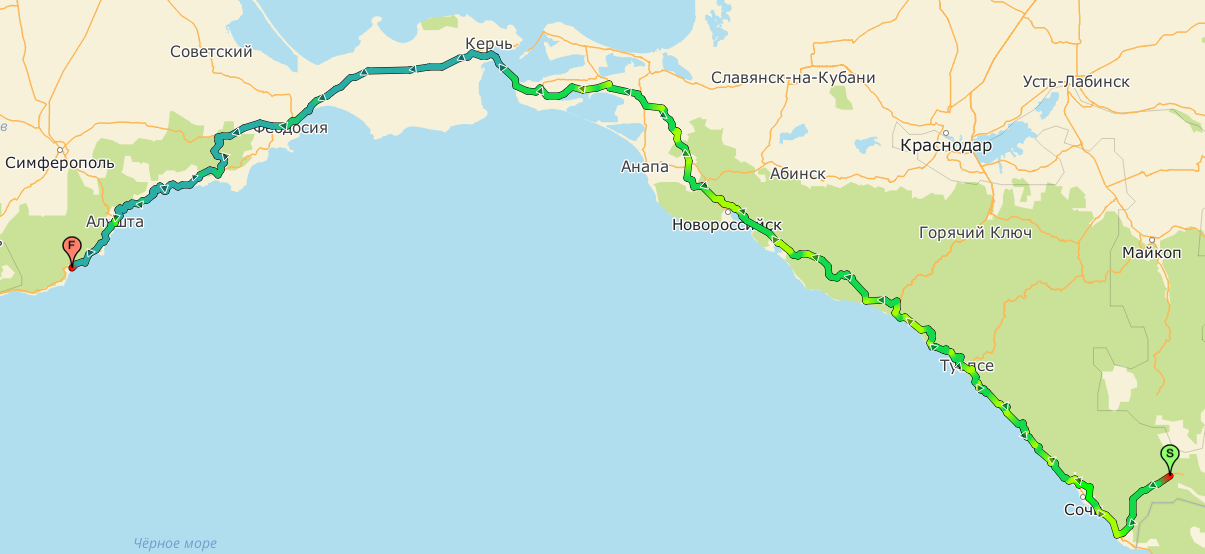 Керчь
Советский
Славянск-на-Кубани
Усть-Лабинск
Феодосия
Краснодар
Симферополь
Анапа
Абинск
Алушта
Новороссийск
Горячий Ключ
F
Майкоп
Туапсе
S
Сочи
Чёрное море